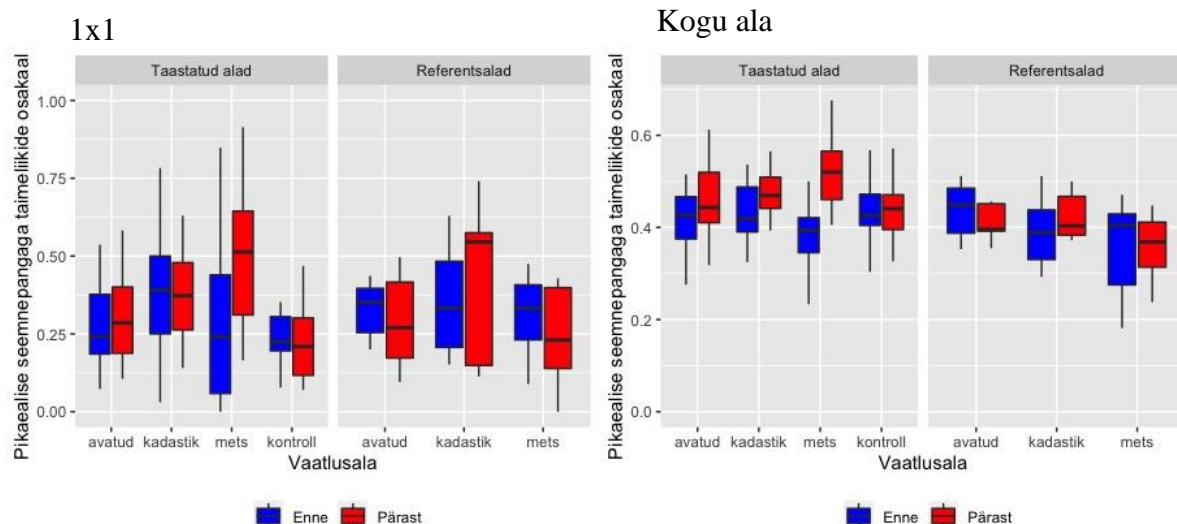 1x1
Pikaealise seemnepangaga taimeliikide osakaal
Taastatud alad
Referentsalad
1.00
0.75
0.50
0.25
0.00
avatud kadastik mets kontroll
avatud kadastik mets
Vaatlusala
Enne Pärast
Kogu ala
Pikaealise seemnepangaga taimeliikide osakaal
Taastatud alad
Referentsalad
0.6
0.4
0.2
0.0
avatud kadastik mets kontroll
avatud kadastik mets
Vaatlusala
Enne Pärast